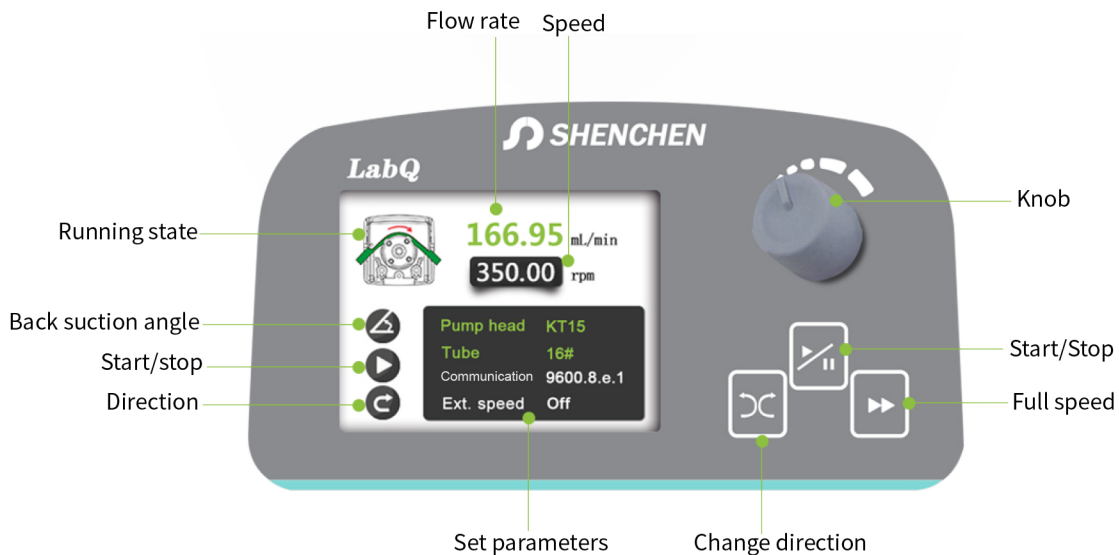 Flow rate
Speed
SHENCHEN
LabQ
Running state
166.95 mL/min
350.00 rpm
Knob
Back suction angle
Start/stop
Direction
Pump head KT15
Tube 16#
Communication 9600.8.e.1
Ext. speed Off
Start/Stop
Full speed
Set parameters
Change direction